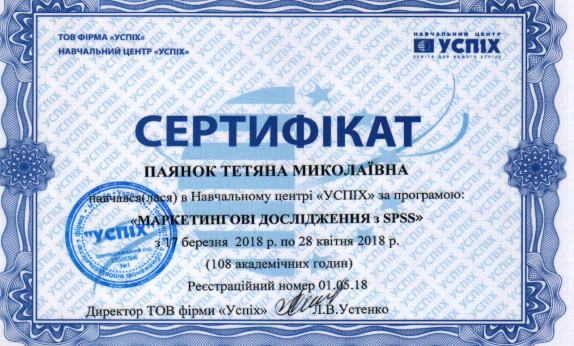 ТОВ ФІРМА «УСПІХ»
НАВЧАЛЬНИЙ ЦЕНТР «УСПІХ»
НАВЧАЛЬНИЙ ЦЕНТР
УСПІХ
освіта для вашого успіху
СЕРТИФІКАТ
ПАЯНОК ТЕТЯНА МИКОЛАЇВНА
навчався(лася) в Навчальному центрі «УСПІХ» за програмою:
«МАРКЕТИНГОВІ ДОСЛІДЖЕННЯ з SPSS»
з 17 березня 2018 р. по 28 квітня 2018 р.
(108 академічних годин)
Реєстраційний номер 01.05.18
Директор ТОВ фірми «Успіх» Л.В.Устенко
"УСПІХ"
№1